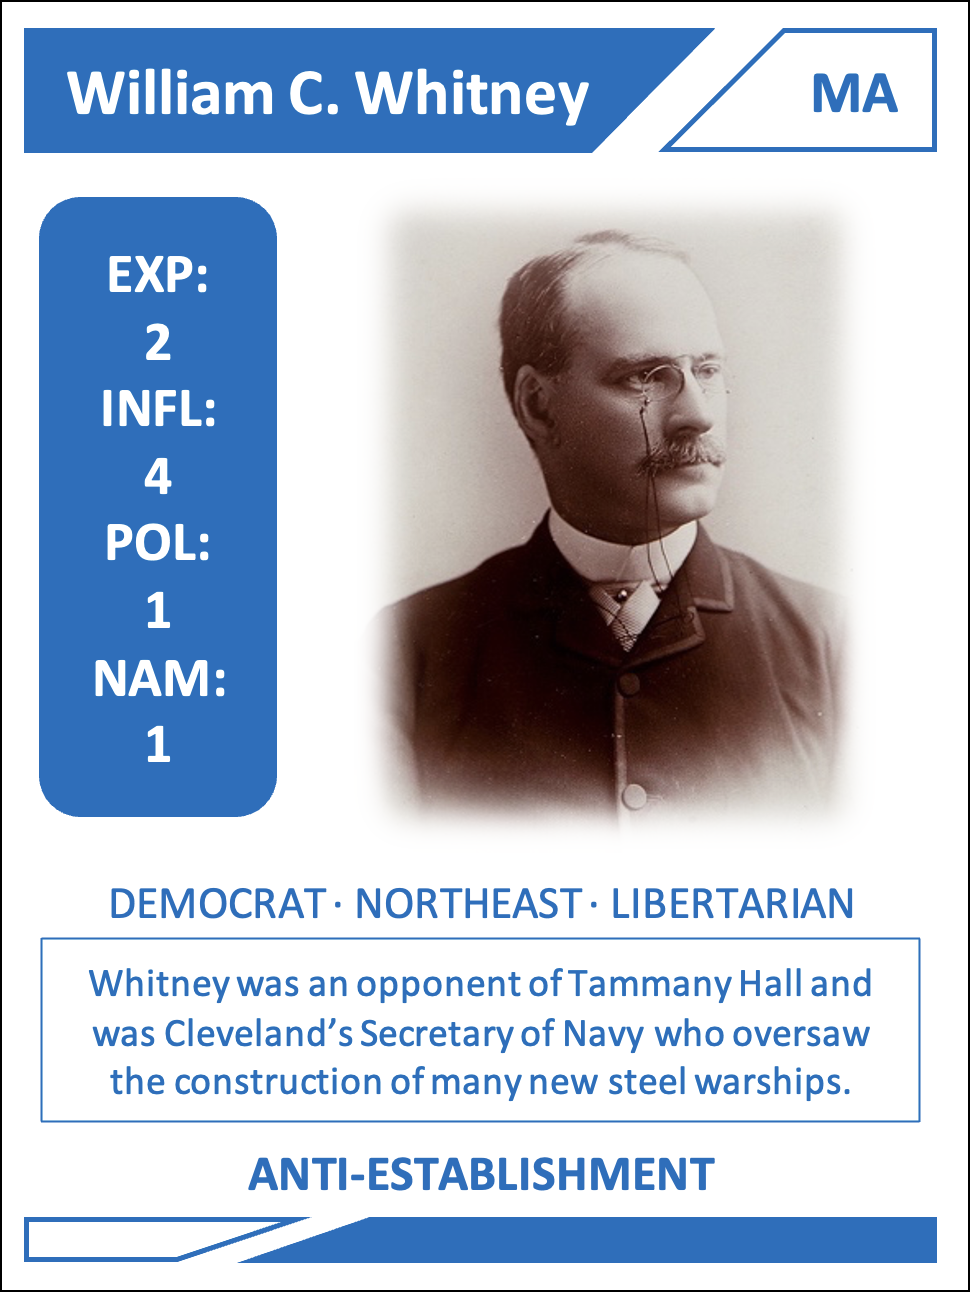 William C. Whitney
MA
EXP:
2
INFL:
4
POL:
1
NAM:
1
DEMOCRAT · NORTHEAST · LIBERTARIAN
Whitney was an opponent of Tammany Hall and
was Cleveland’s Secretary of Navy who oversaw
the construction of many new steel warships.
ANTI-ESTABLISHMENT